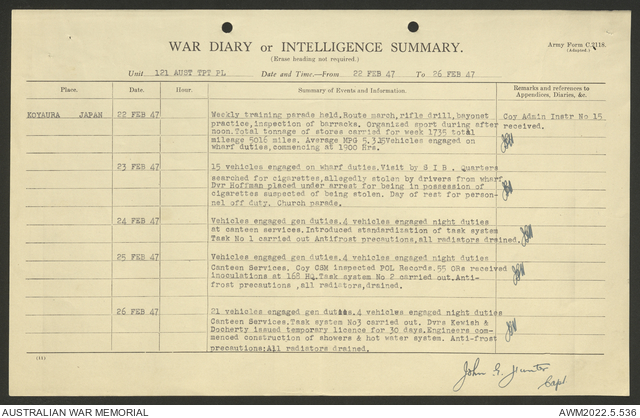 5.
WAR DIARY or INTELLIGENCE SUMMARY.
Army Form C.2118.
(Adapted.)
(Erase heading not required.)
Unit 121 AUST TPT PL Date and Time:—From 22 FEB 47 To 26 FEB 47
Place. Date. Hour. Summary of Events and Information. Remarks and references to
Appendices, Diaries, &c.
KOYAURA JAPAN 22 FEB 47 Weekly training parade held.Route march,rifle drill,bayonet Coy Admin Instr No 15
practice,inspection of barracks. Organized sport during after received.
noon.Total tonnage of stores carried for week 1735 total
mileage 5016 miles. Average MPG 5.3.15Vehicles engaged on
wharf duties,commencing at 1900 Hrs.
23 FEB 47 15 vehicles engaged on wharf duties.Visit by S I B . Quarters
searched for cigarettes,allegedly stolen by drivers from wharf
Dvr Hoffman placed under arrest for being in possession of
cigarettes suspected of being stolen. Day of rest for person-
nel off duty. Church parade.
24 FEB 47 Vehicles engaged gen duties.4 vehicles engaged night duties
at canteen services.Introduced standardization of task system
Task No 1 carried out Antifrost precautions,all radiators drained.
25 FEB 47 Vehicles engaged gen duties.4 vehicles engaged night
Canteen Services. Coy CSM inspected POL Records.55 ORs received
inoculations at 168 HQ.Task system No 2 carried out.Anti-
frost precautions ,all radiators,drained.
26 FEB 47 21 vehicles engaged gen duties.4 vehicles engaged night duties
Canteen Services.Task system No3 carried out. Dvrs Kewish &
Docherty issued temporary licence for 30 days.Engineers com-
menced construction of showers & hot water system. Anti-frost
precautions:All radiators drained.
John G. Hunter
Capt
AUSTRALIAN WAR MEMORIAL AWM2022.5.536